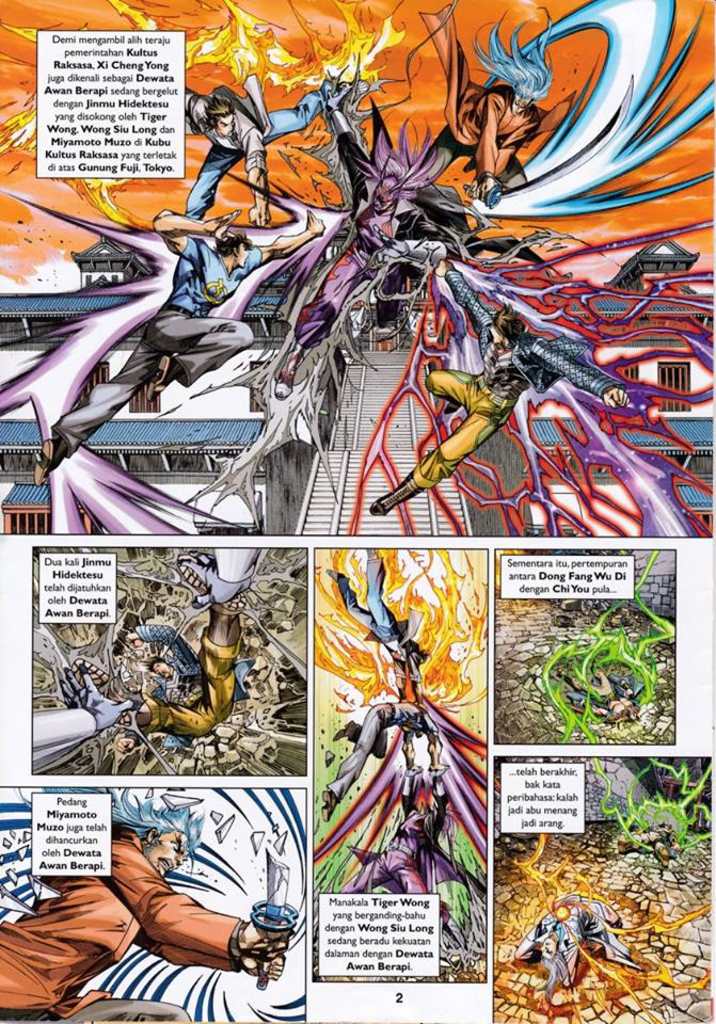 Demi mengambil alih teraju
pemerintahan Kultus
Raksasa, Xi Cheng Yong
juga dikenali sebagai Dewata
Awan Berapi sedang bergelut
dengan Jinmu Hidektesu
yang disokong oleh Tiger
Wong, Wong Siu Long dan
Miyamoto Muzo di Kubu
Kultus Raksasa yang terletak
di atas Gunung Fuji, Tokyo.
Dua kali Jinmu
Hidektesu
telah dijatuhkan
oleh Dewata
Awan Berapi.
Pedang
Miyamoto
Muzo juga telah
dihancurkan
oleh Dewata
Awan Berapi.
Manakala Tiger Wong
yang berganding-bahu
dengan Wong Siu Long
sedang beradu kekuatan
dalaman dengan Dewata
Awan Berapi.
Sementara itu, pertempuran
antara Dong Fang Wu Di
dengan Chi You pula...
...telah berakhir,
bak kata
peribahasa; kalah
jadi abu menang
jadi arang.
2